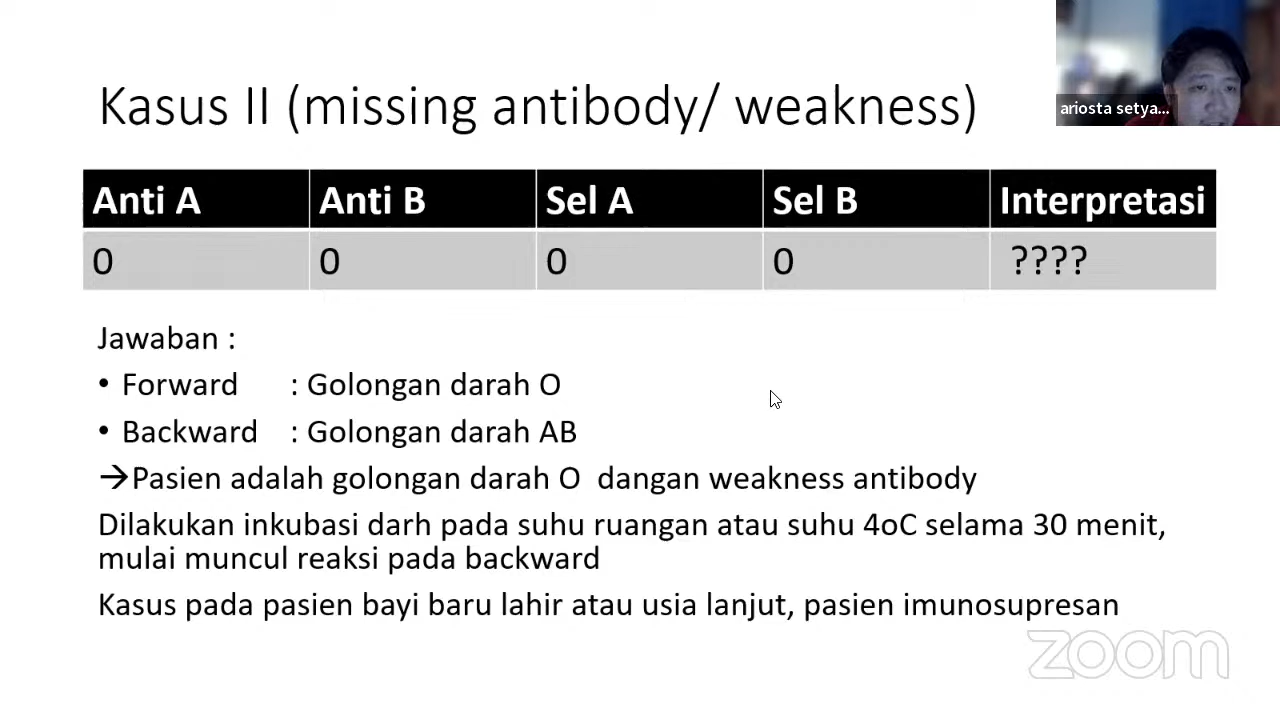 Kasus II (missing antibody/ weakness)
ariosta setya...
Anti A Anti B Sel A Sel B Interpretasi
0 0 0 0 ????
Jawaban :
• Forward : Golongan darah O
• Backward : Golongan darah AB
→Pasien adalah golongan darah O dangan weakness antibody
Dilakukan inkubasi darh pada suhu ruangan atau suhu 4oC selama 30 menit,
mulai muncul reaksi pada backward
Kasus pada pasien bayi baru lahir atau usia lanjut, pasien imunosupresan
zoom